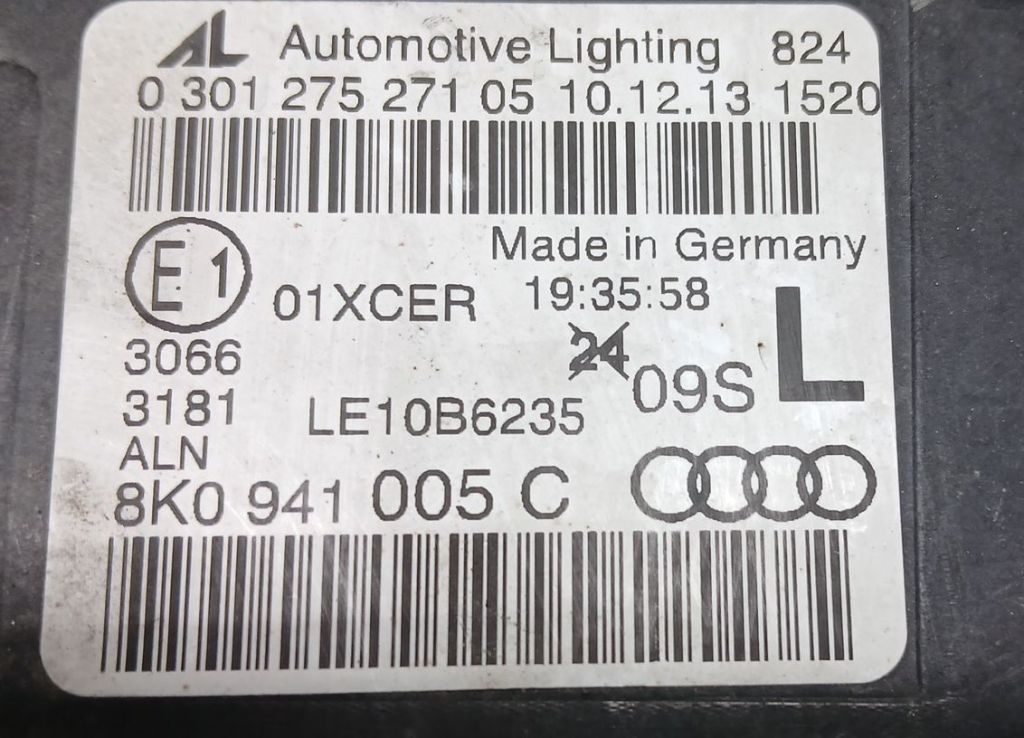 AL Automotive Lighting 824
0 301 275 271 05 10.12.13 1520
Made in Germany
E1 01XCER 19:35:58
L
3066 24
09S
3181 LE10B6235
ALN
8K0 941 005 C